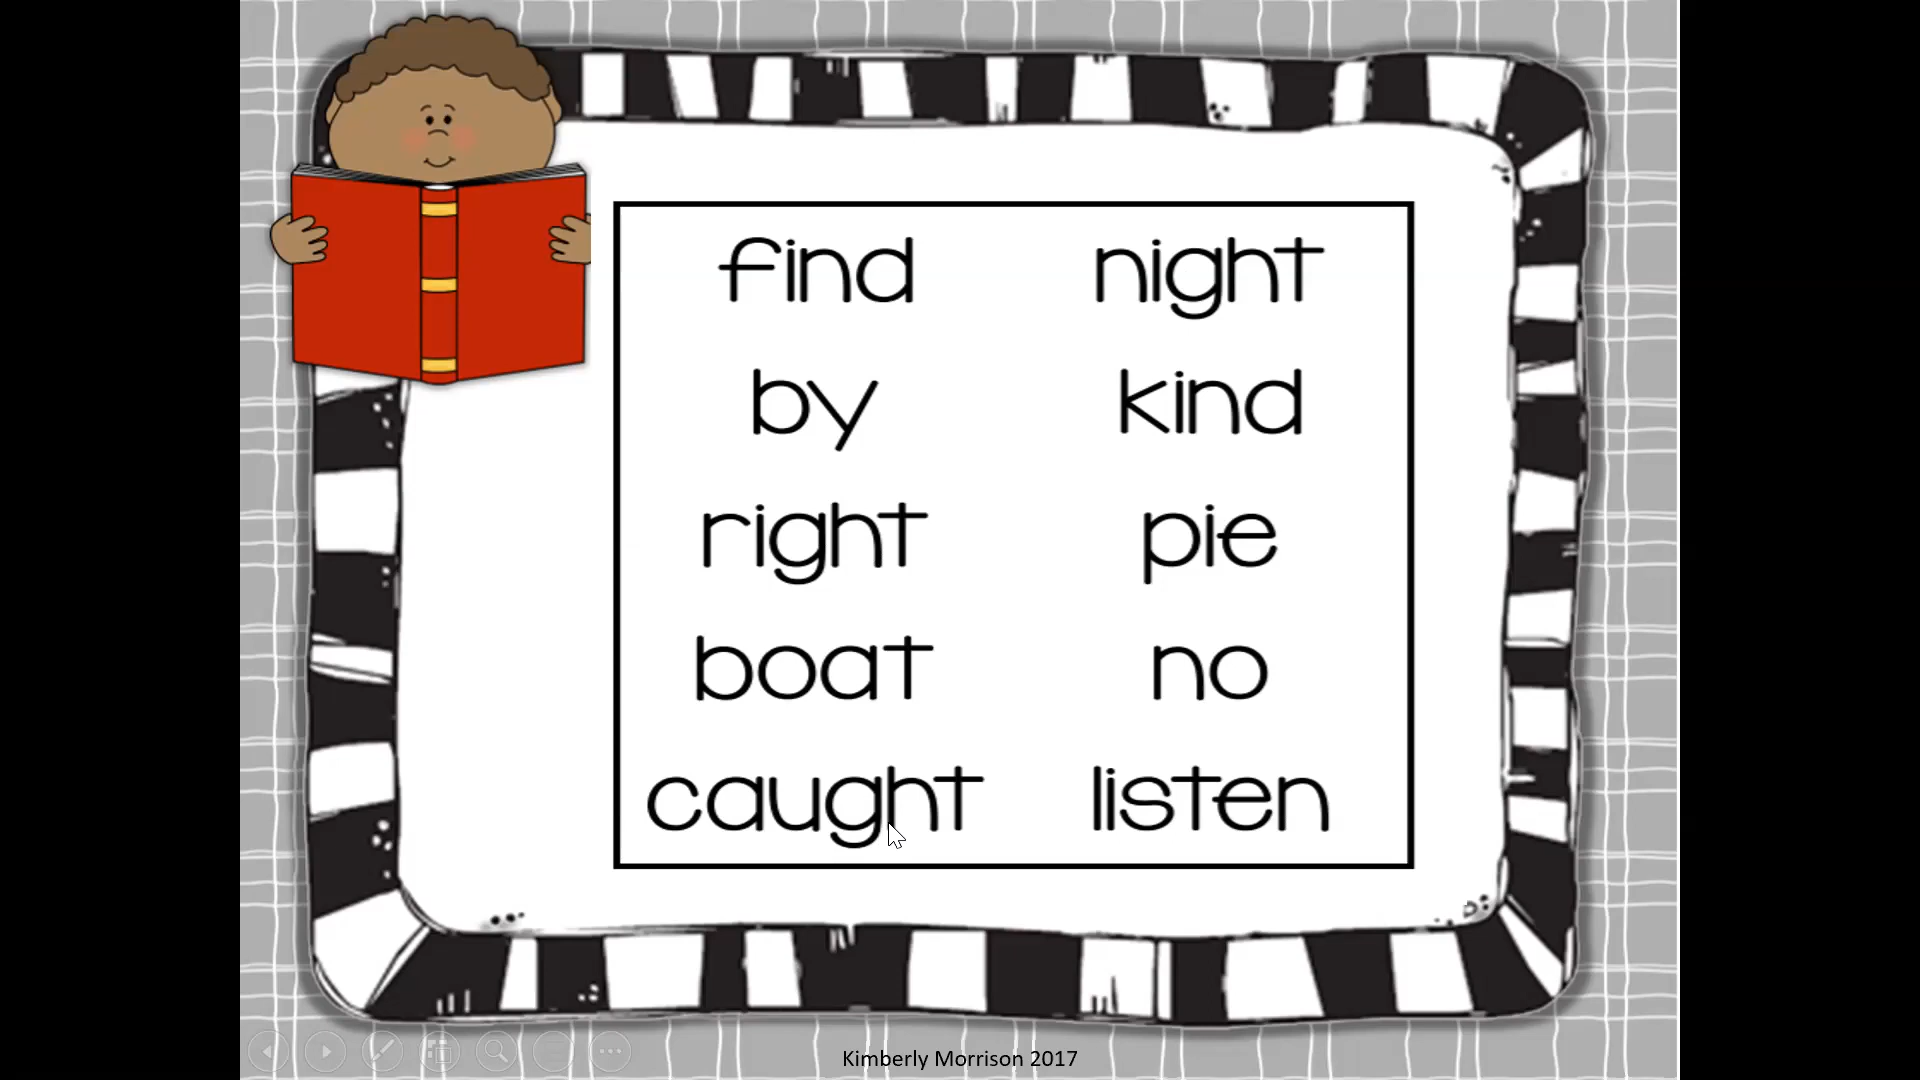 find night
by kind
right pie
boat no
caught listen
Kimberly Morrison 2017